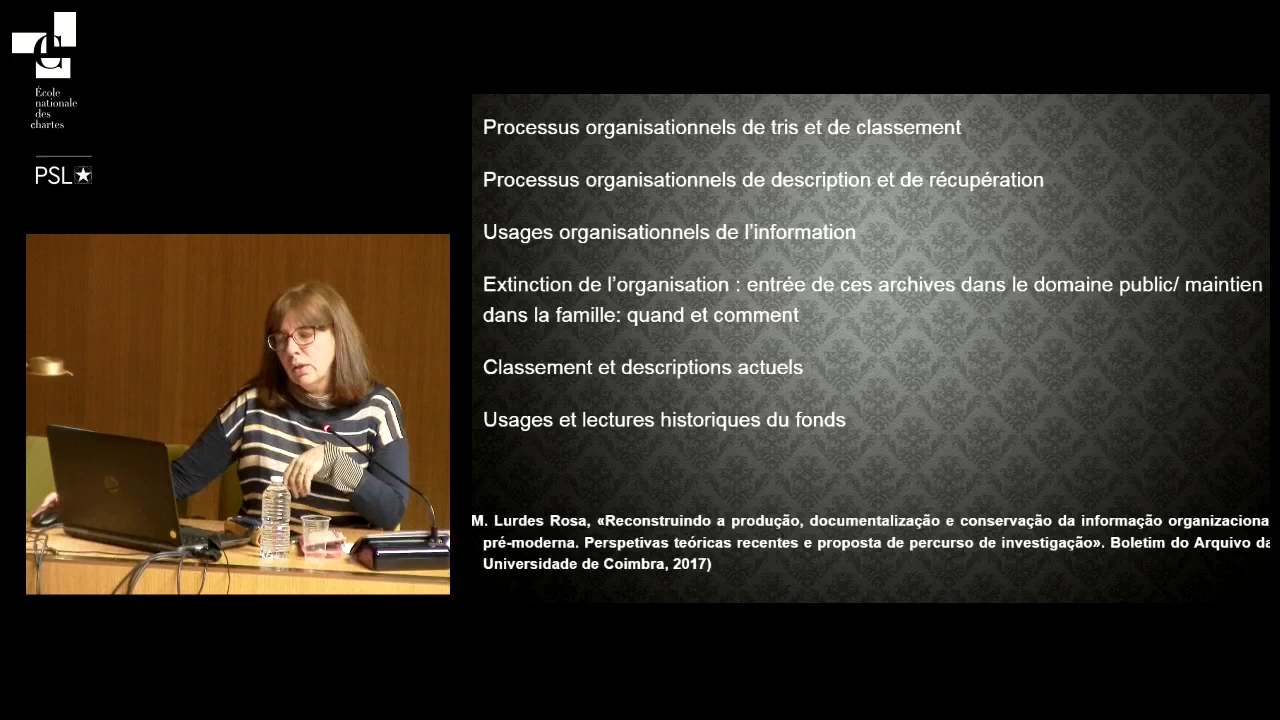 École
nationale
des
chartes
PSL
Processus organisationnels de tris et de classement
Processus organisationnels de description et de récupération
Usages organisationnels de l’information
Extinction de l’organisation : entrée de ces archives dans le domaine public/ maintien
dans la famille: quand et comment
Classement et descriptions actuels
Usages et lectures historiques du fonds
M. Lurdes Rosa, «Reconstruindo a produção, documentalização e conservação da informação organizaciona
pré-moderna. Perspetivas teóricas recentes e proposta de percurso de investigação». Boletim do Arquivo da
Universidade de Coimbra, 2017)